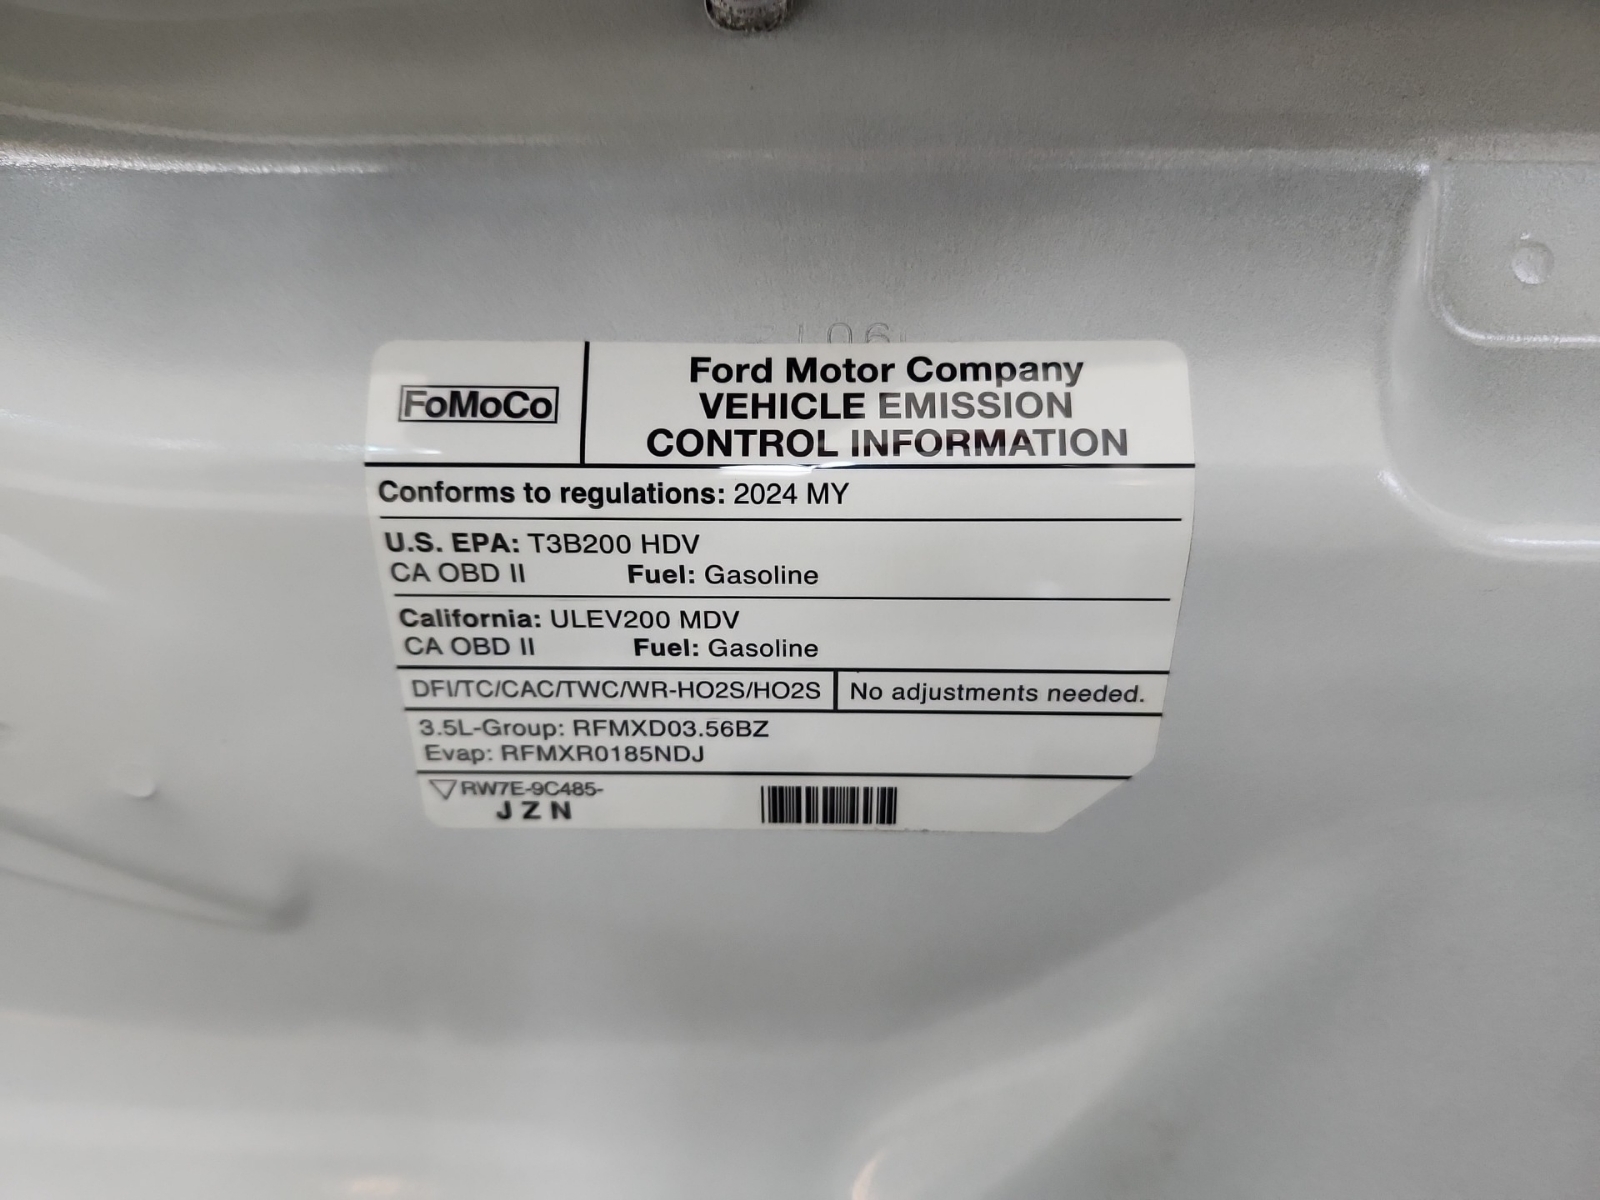 FoMoCo
Ford Motor Company
VEHICLE EMISSION
CONTROL INFORMATION
Conforms to regulations: 2024 MY
U.S. EPA: T3B200 HDV
CA OBD II Fuel: Gasoline
California: ULEV200 MDV
CA OBD II Fuel: Gasoline
DFI/TC/CAC/TWC/WR-HO2S/HO2S No adjustments needed.
3.5L-Group: RFMXD03.56BZ
Evap: RFMXR0185NDJ
RW7E-9C485-
J Z N